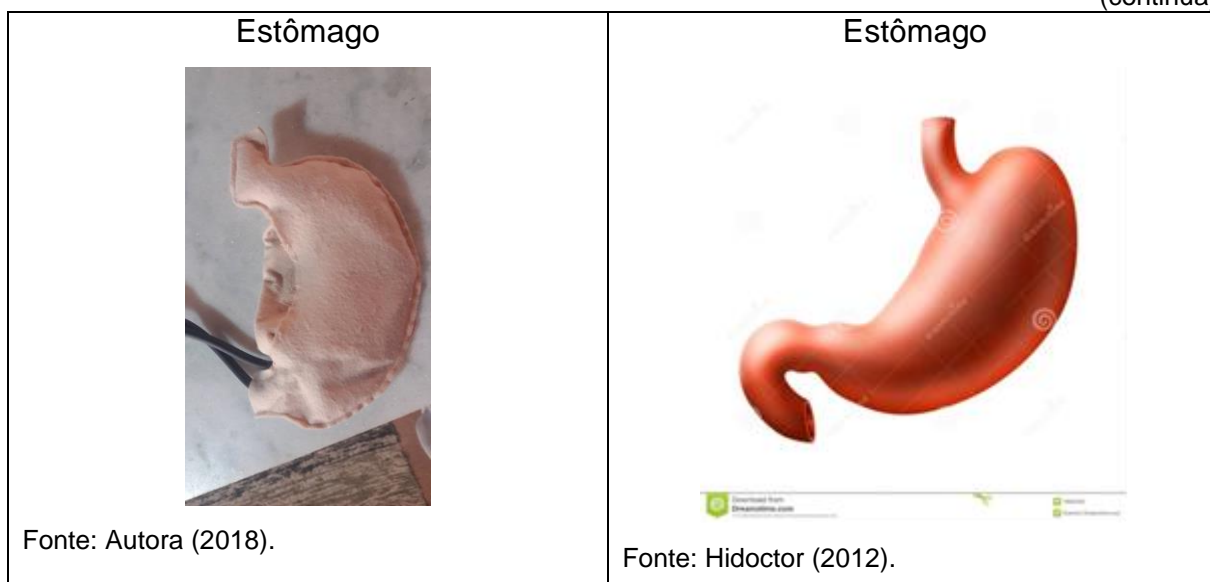 (continua
Estômago
Estômago
Download from
Dreamstime.com
Fonte: Autora (2018).
Fonte: Hidoctor (2012).